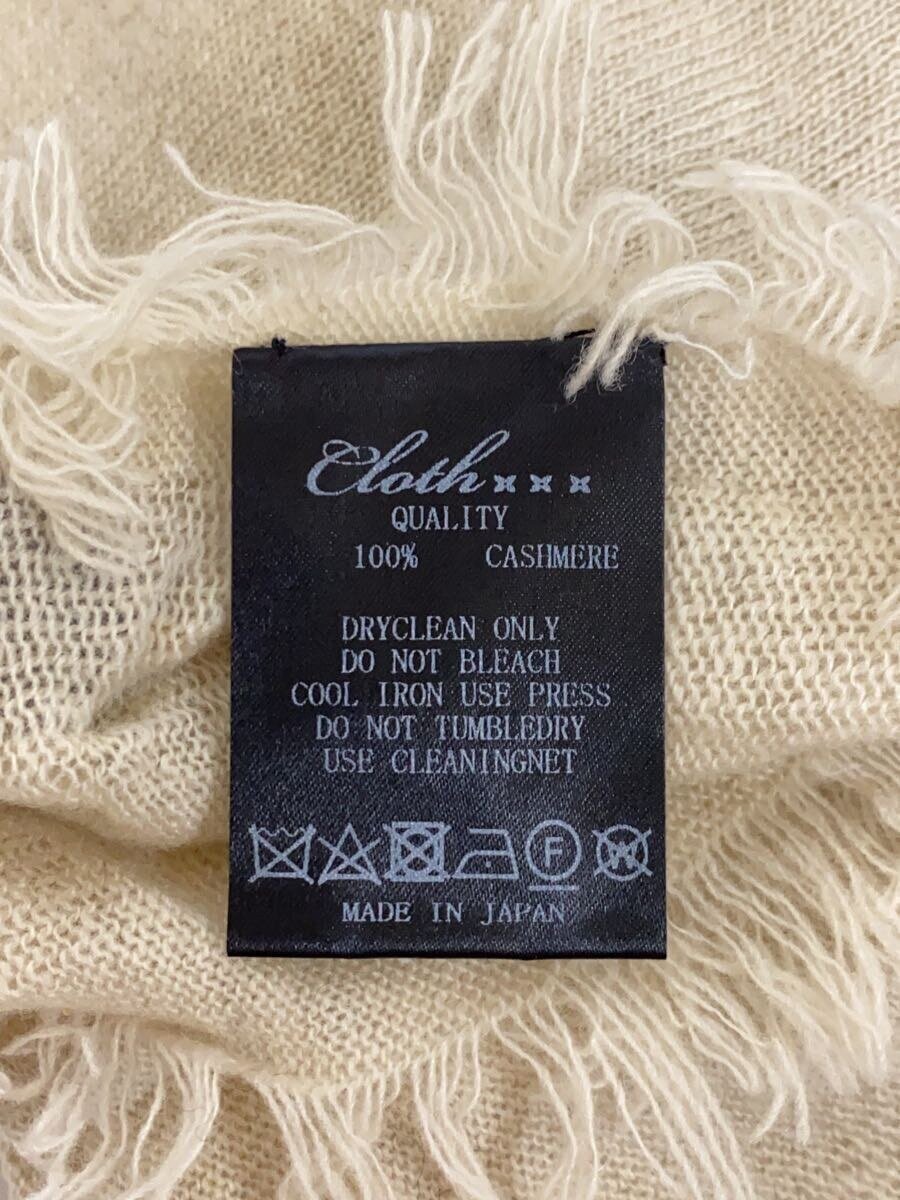 Cloth
QUALITY
100% CASHMERE
DRYCLEAN ONLY
DO NOT BLEACH
COOL IRON USE PRESS
DO NOT TUMBLEDRY
USE CLEANINGNET
F W
MADE IN JAPAN